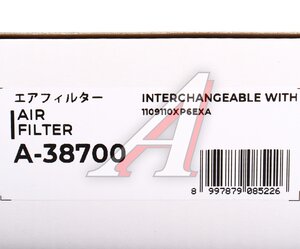 エアフィルター
AIR
FILTER
A-38700
INTERCHANGEABLE WITH
1109110XP6EXA
8 997879 085226